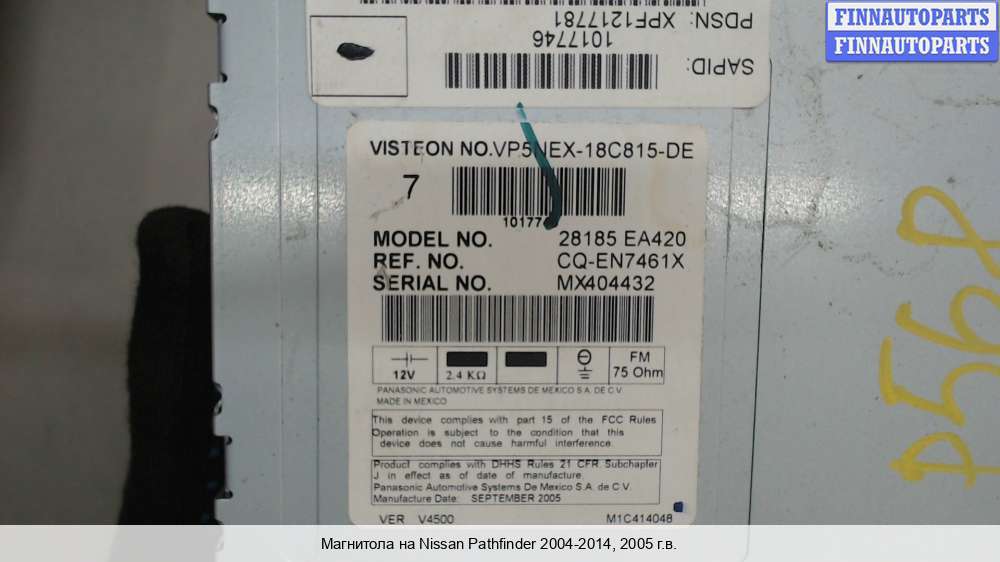 FINNAUTOPARTS
FINNAUTOPARTS
PDSN: XPF1217781
1017746
SAPID:
VISTEON NO.VP5NEX-18C815-DE
7
10177
MODEL NO. 28185 EA420
REF. NO. CQ-EN7461X
SERIAL NO. MX404432
12V 2.4 KΩ FM 75 Ohm
PANASONIC AUTOMOTIVE SYSTEMS DE MEXICO S.A. DE C.V.
MADE IN MEXICO
This device complies with part 15 of the FCC Rules
Operation is subject to the condition that this
device does not cause harmful interference.
Product complies with DHHS Rules 21 CFR Subchapter
J in effect as of date of manufacture.
Panasonic Automotive Systems De Mexico S.A. de C.V.
Manufacture Date: SEPTEMBER 2005
VER V4500 M1C414048
Магнитола на Nissan Pathfinder 2004-2014, 2005 г.в.